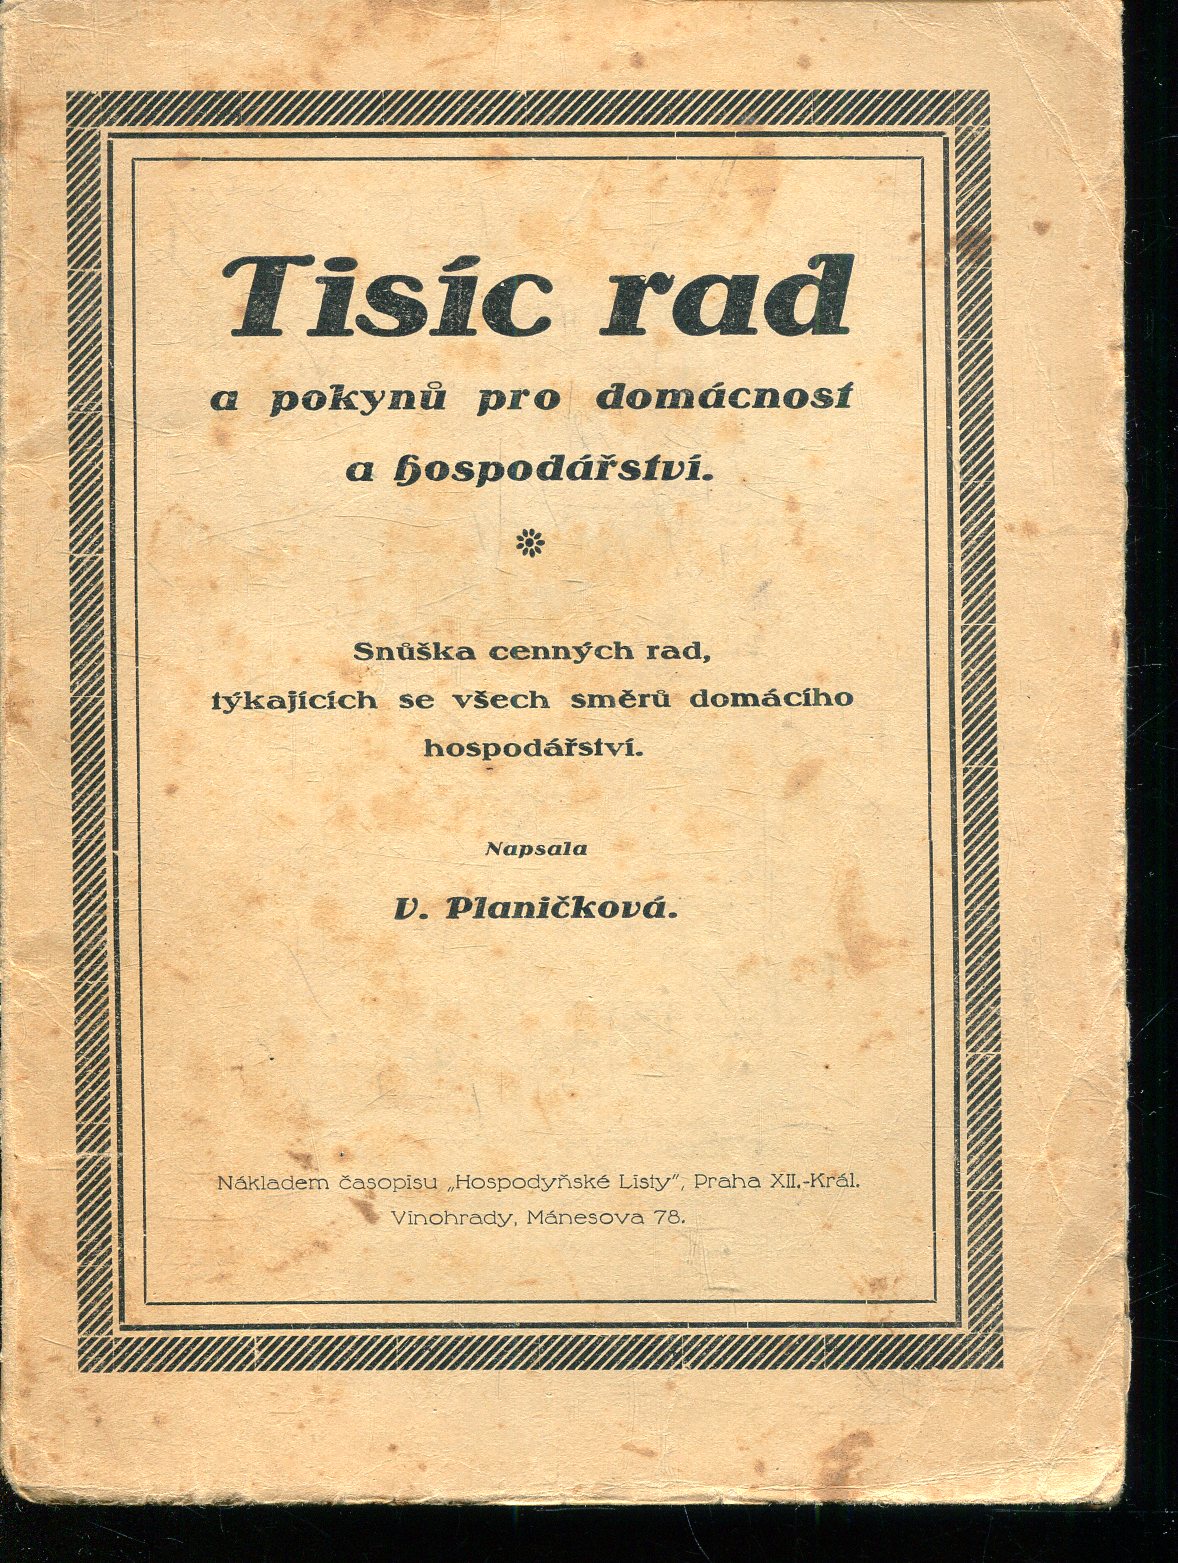 Tisíc rad
a pokynů pro domácnost
a hospodářství.
Snůška cenných rad,
týkajících se všech směrů domácího
hospodářství.
Napsala
V. Planičková.
Nákladem časopisu „Hospodyňské Listy”, Praha XII.-Král.
Vinohrady, Mánesova 78.